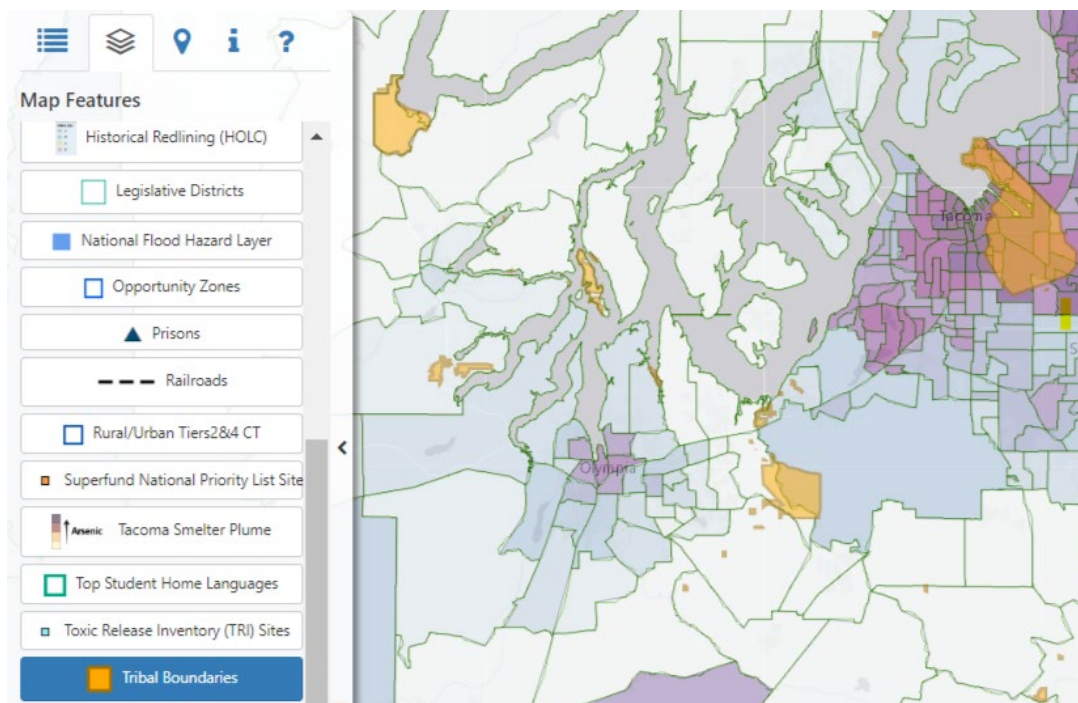 i
?
Map Features
Historical Redlining (HOLC)
Legislative Districts
National Flood Hazard Layer
Opportunity Zones
Prisons
Railroads
Rural/Urban Tiers2&4 CT
Superfund National Priority List Site
Arsenic Tacoma Smelter Plume
Top Student Home Languages
Toxic Release Inventory (TRI) Sites
Tribal Boundaries
Tacoma
Olympia